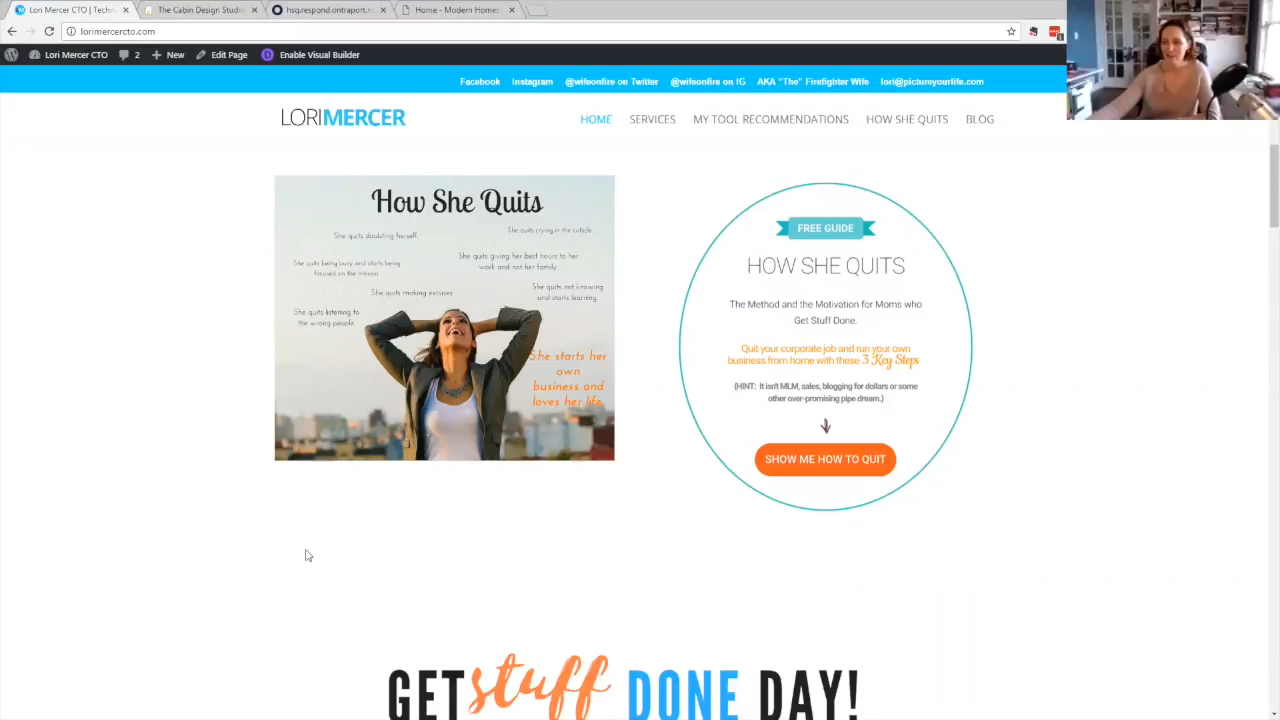 Lori Mercer CTO | Techn
The Cabin Design Studio
hsq.respond.ontraport.n
Home - Modern Homes
lorimercercto.com
Lori Mercer CTO
2
New
Edit Page
D
Enable Visual Builder
Facebook
Instagram
@wifeonfire on Twitter
@wifeonfire on IG
AKA "The" Firefighter Wife
lori@pictureyourlife.com
LORIMERCER
HOME
SERVICES
MY TOOL RECOMMENDATIONS
HOW SHE QUITS
BLOG
How She Quits
She quits crying in the cubicle.
She quits doubting herself.
She quits giving her best hours to her
work and not her family.
She quits being busy and starts being
focused on the mission.
She quits not knowing
and starts learning.
She quits making excuses
She quits listening to
the wrong people.
She starts her
own
business and
loves her life.
FREE GUIDE
HOW SHE QUITS
The Method and the Motivation for Moms who
Get Stuff Done.
Quit your corporate job and run your own
business from home with these 3 Key Steps
(HINT: It isn't MLM, sales, blogging for dollars or some
other over-promising pipe dream.)
SHOW ME HOW TO QUIT
GET stuff DONE DAY!